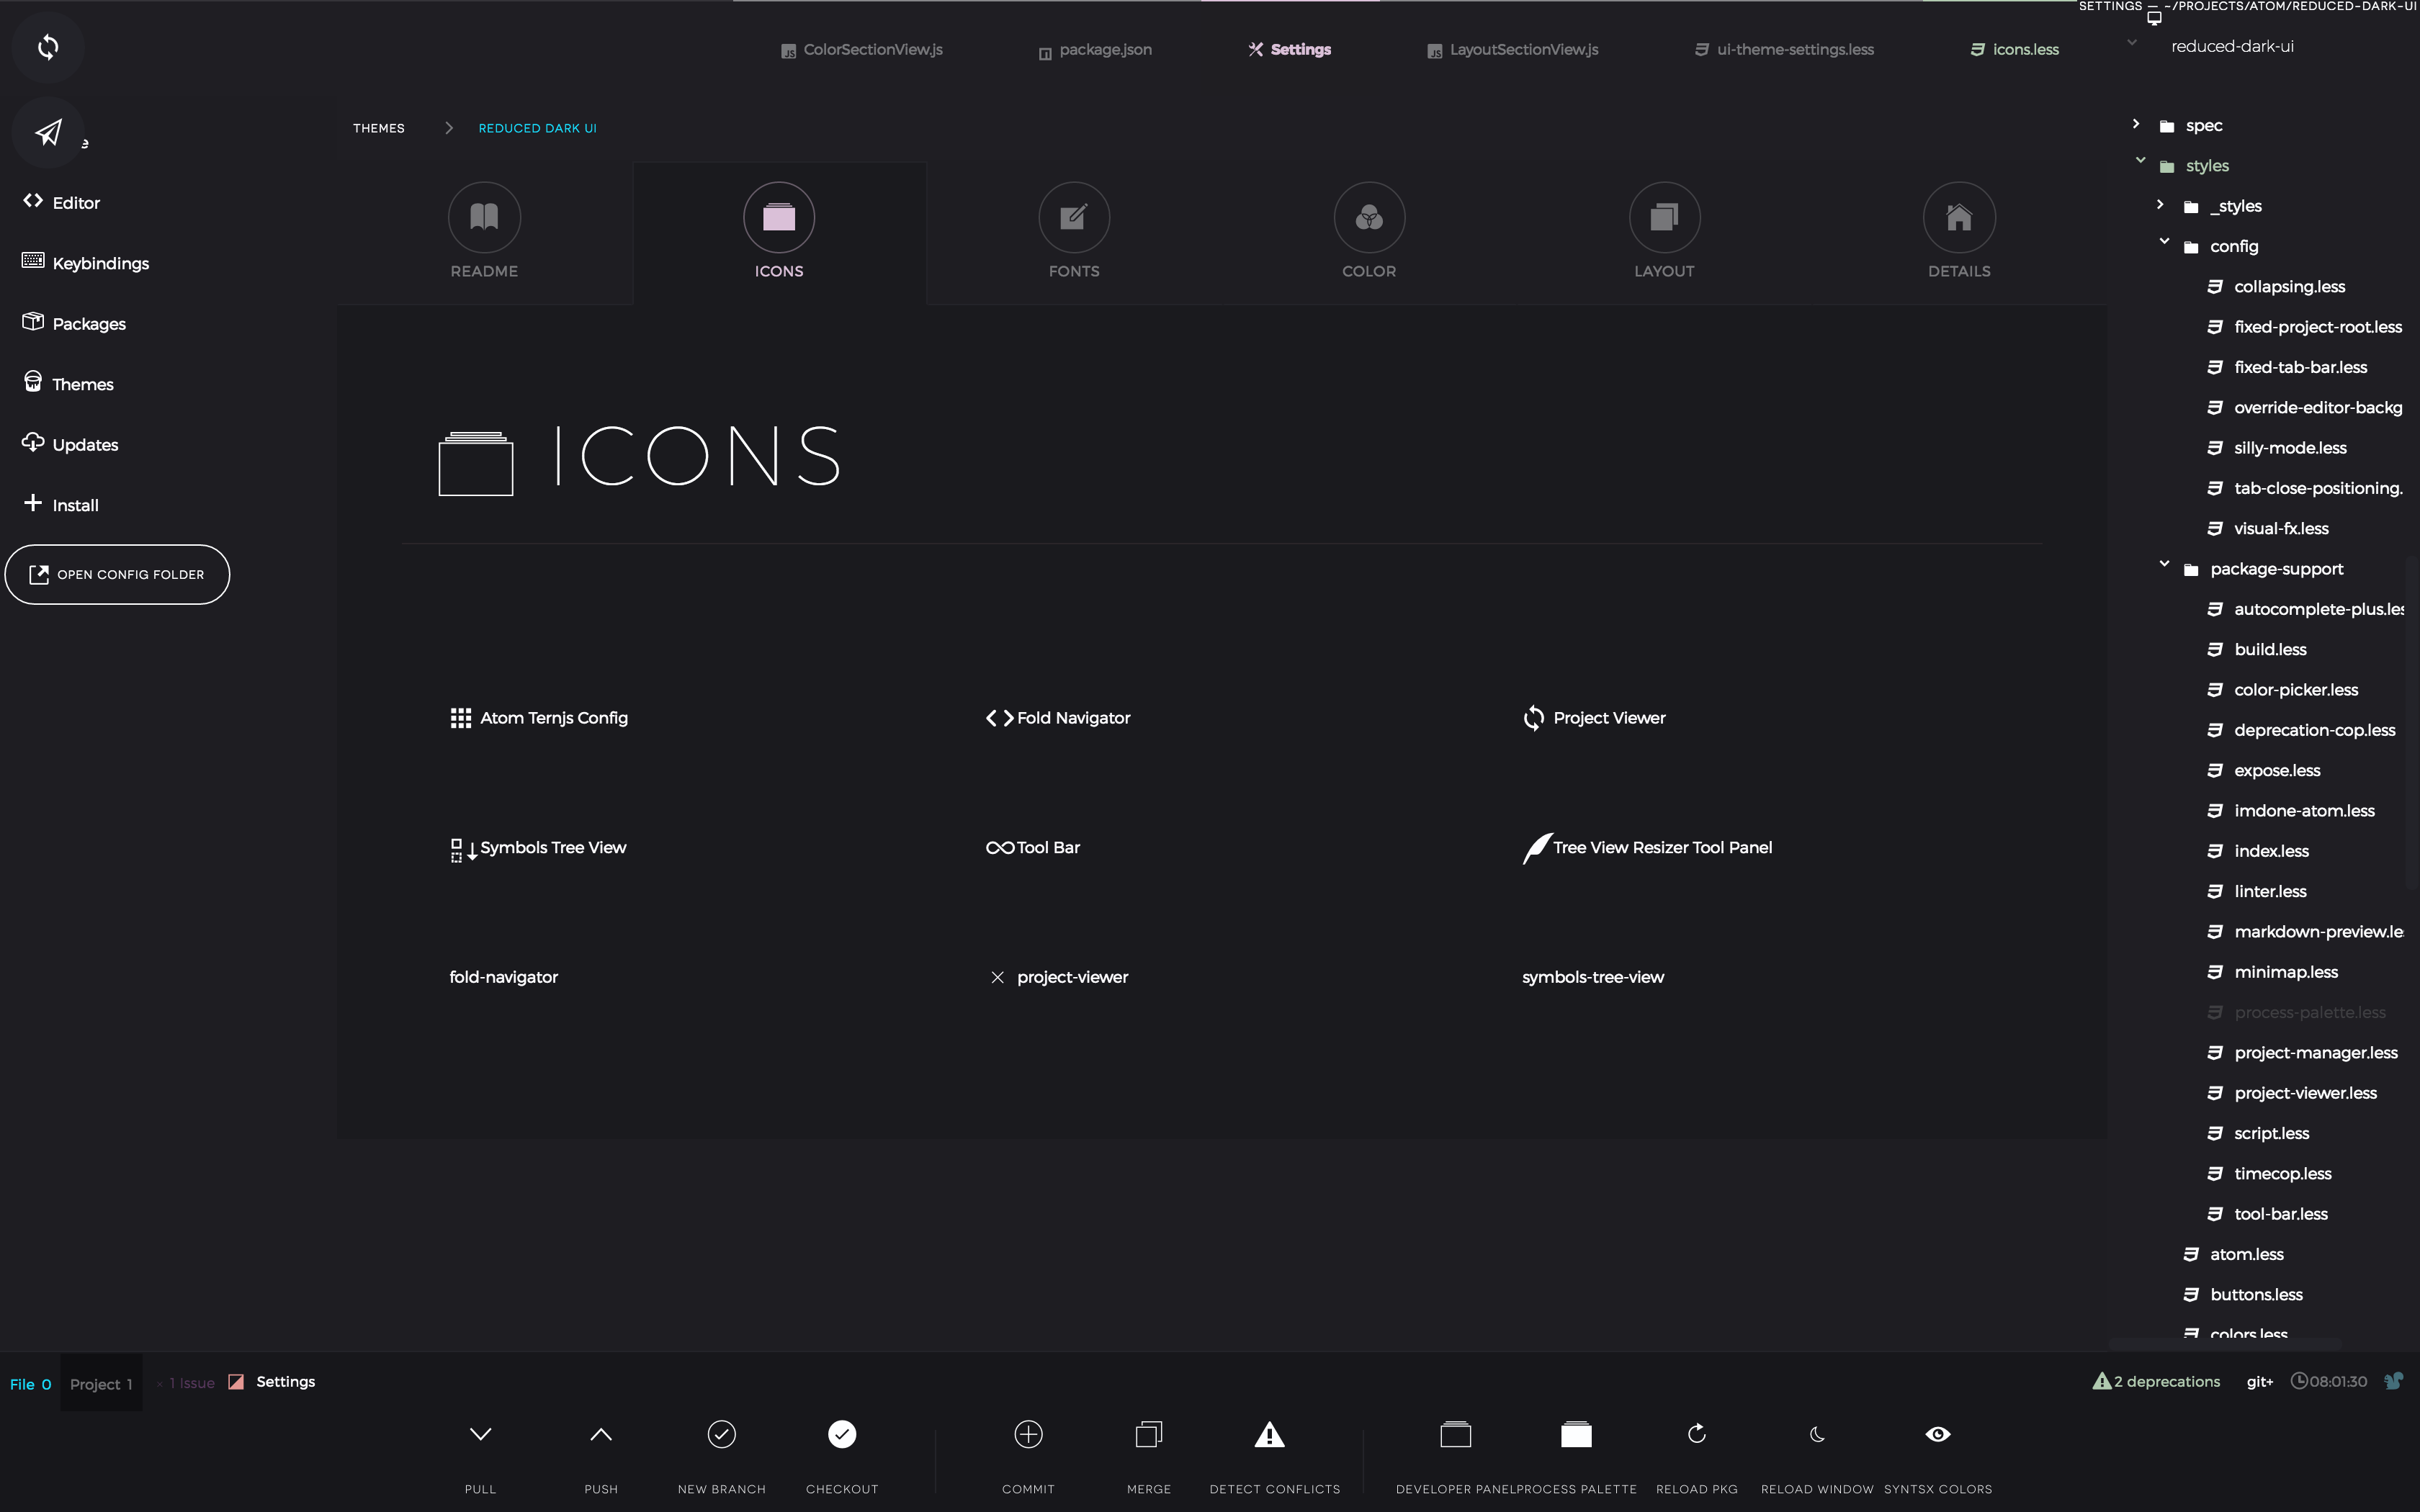 SETTINGS — ~/PROJECTS/ATOM/REDUCED-DARK-UI
ColorSectionView.js
package.json
Settings
LayoutSectionView.js
ui-theme-settings.less
icons.less
reduced-dark-ui
e
Editor
Keybindings
Packages
Themes
Updates
Install
OPEN CONFIG FOLDER
THEMES
REDUCED DARK UI
README
ICONS
FONTS
COLOR
LAYOUT
DETAILS
ICONS
Atom Ternjs Config
Fold Navigator
Project Viewer
Symbols Tree View
Tool Bar
Tree View Resizer Tool Panel
fold-navigator
project-viewer
symbols-tree-view
spec
styles
_styles
config
collapsing.less
fixed-project-root.less
fixed-tab-bar.less
override-editor-backg
silly-mode.less
tab-close-positioning.
visual-fx.less
package-support
autocomplete-plus.les
build.less
color-picker.less
deprecation-cop.less
expose.less
imdone-atom.less
index.less
linter.less
markdown-preview.le
minimap.less
process-palette.less
project-manager.less
project-viewer.less
script.less
timecop.less
tool-bar.less
atom.less
buttons.less
colors.less
File 0
Project 1
× 1 Issue
Settings
2 deprecations
git+
08:01:30
PULL
PUSH
NEW BRANCH
CHECKOUT
COMMIT
MERGE
DETECT CONFLICTS
DEVELOPER PANEL
PROCESS PALETTE
RELOAD PKG
RELOAD WINDOW
SYNTSX COLORS